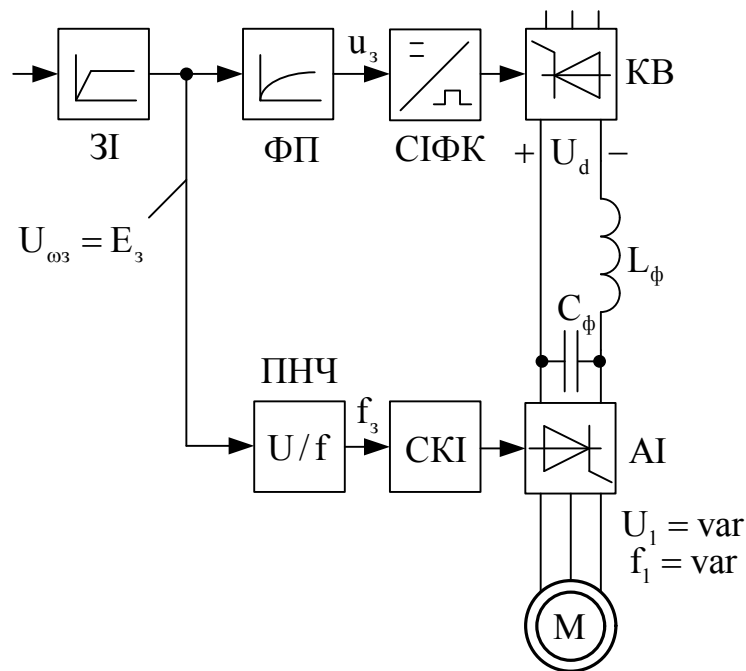 u_з
КВ
ЗІ
ФП
СІФК
+ U_d −
U_ωз = E_з
L_ф
C_ф
ПНЧ
f_з
U/f
СКІ
АІ
U_1 = var
f_1 = var
М